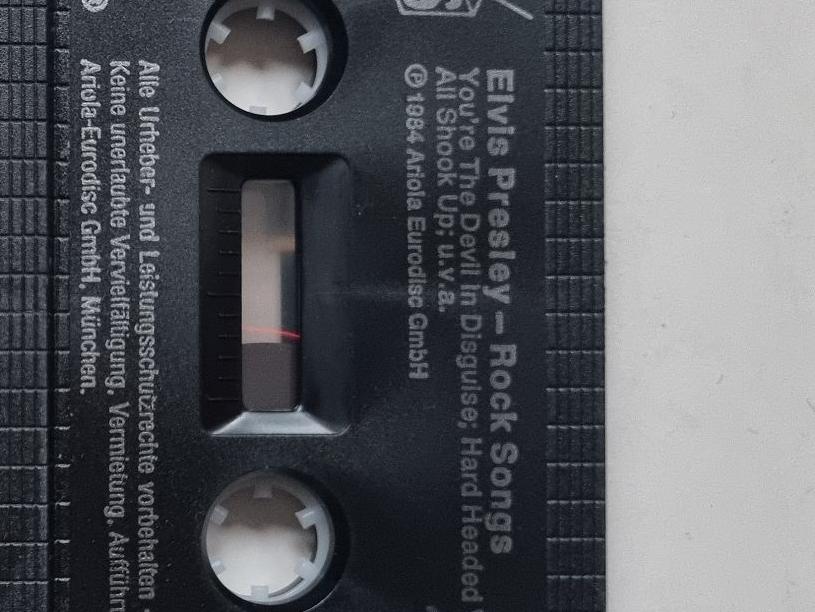 Elvis Presley – Rock Songs
You're The Devil In Disguise; Hard Headed
All Shook Up; u.v.a.
℗ 1984 Ariola Eurodisc GmbH
Alle Urheber- und Leistungsschutzrechte vorbehalten
Keine unerlaubte Vervielfältigung, Vermietung, Aufführ
Ariola-Eurodisc GmbH, München.